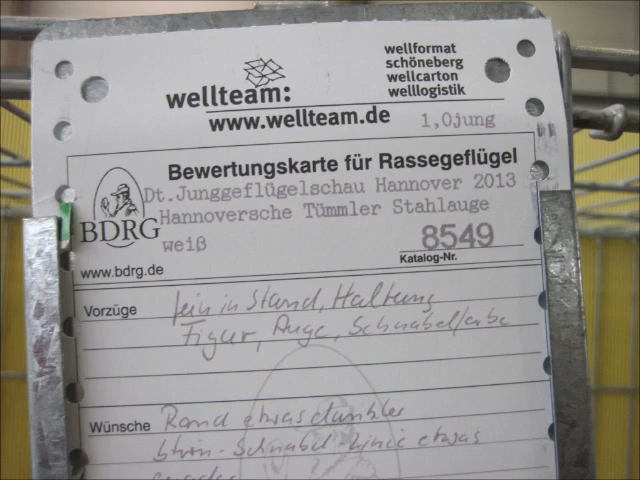 wellformat
schöneberg
wellcarton
welllogistik
wellteam:
www.wellteam.de
1,0jung
Bewertungskarte für Rassegeflügel
Dt.Junggeflügelschau Hannover 2013
Hannoversche Tümmler Stahlauge
BDRG
weiß
8549
Katalog-Nr.
www.bdrg.de
Vorzüge fein in Stand, Haltung
Figur, Auge, Schnabelfarbe
Wünsche Rand etwas dunkler
Stirn-Schnabel-Linie etwas